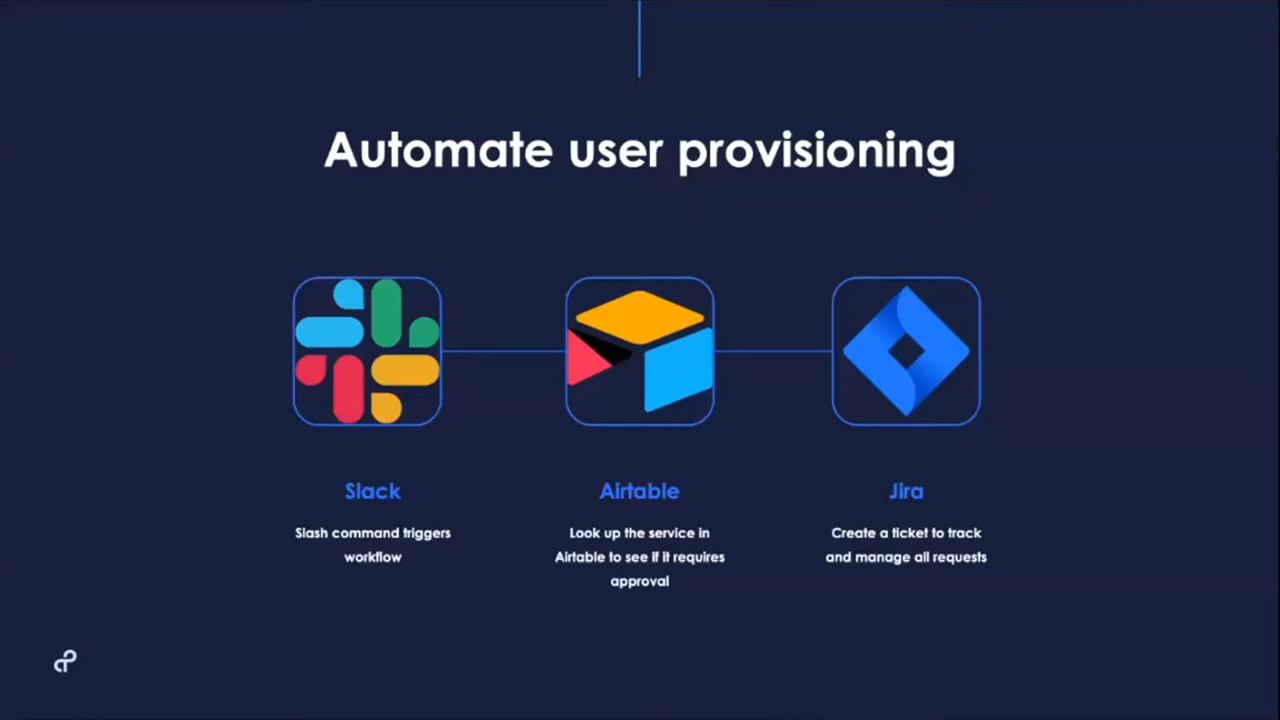 Automate user provisioning
Slack
Slash command triggers
workflow
Airtable
Look up the service in
Airtable to see if it requires
approval
Jira
Create a ticket to track
and manage all requests